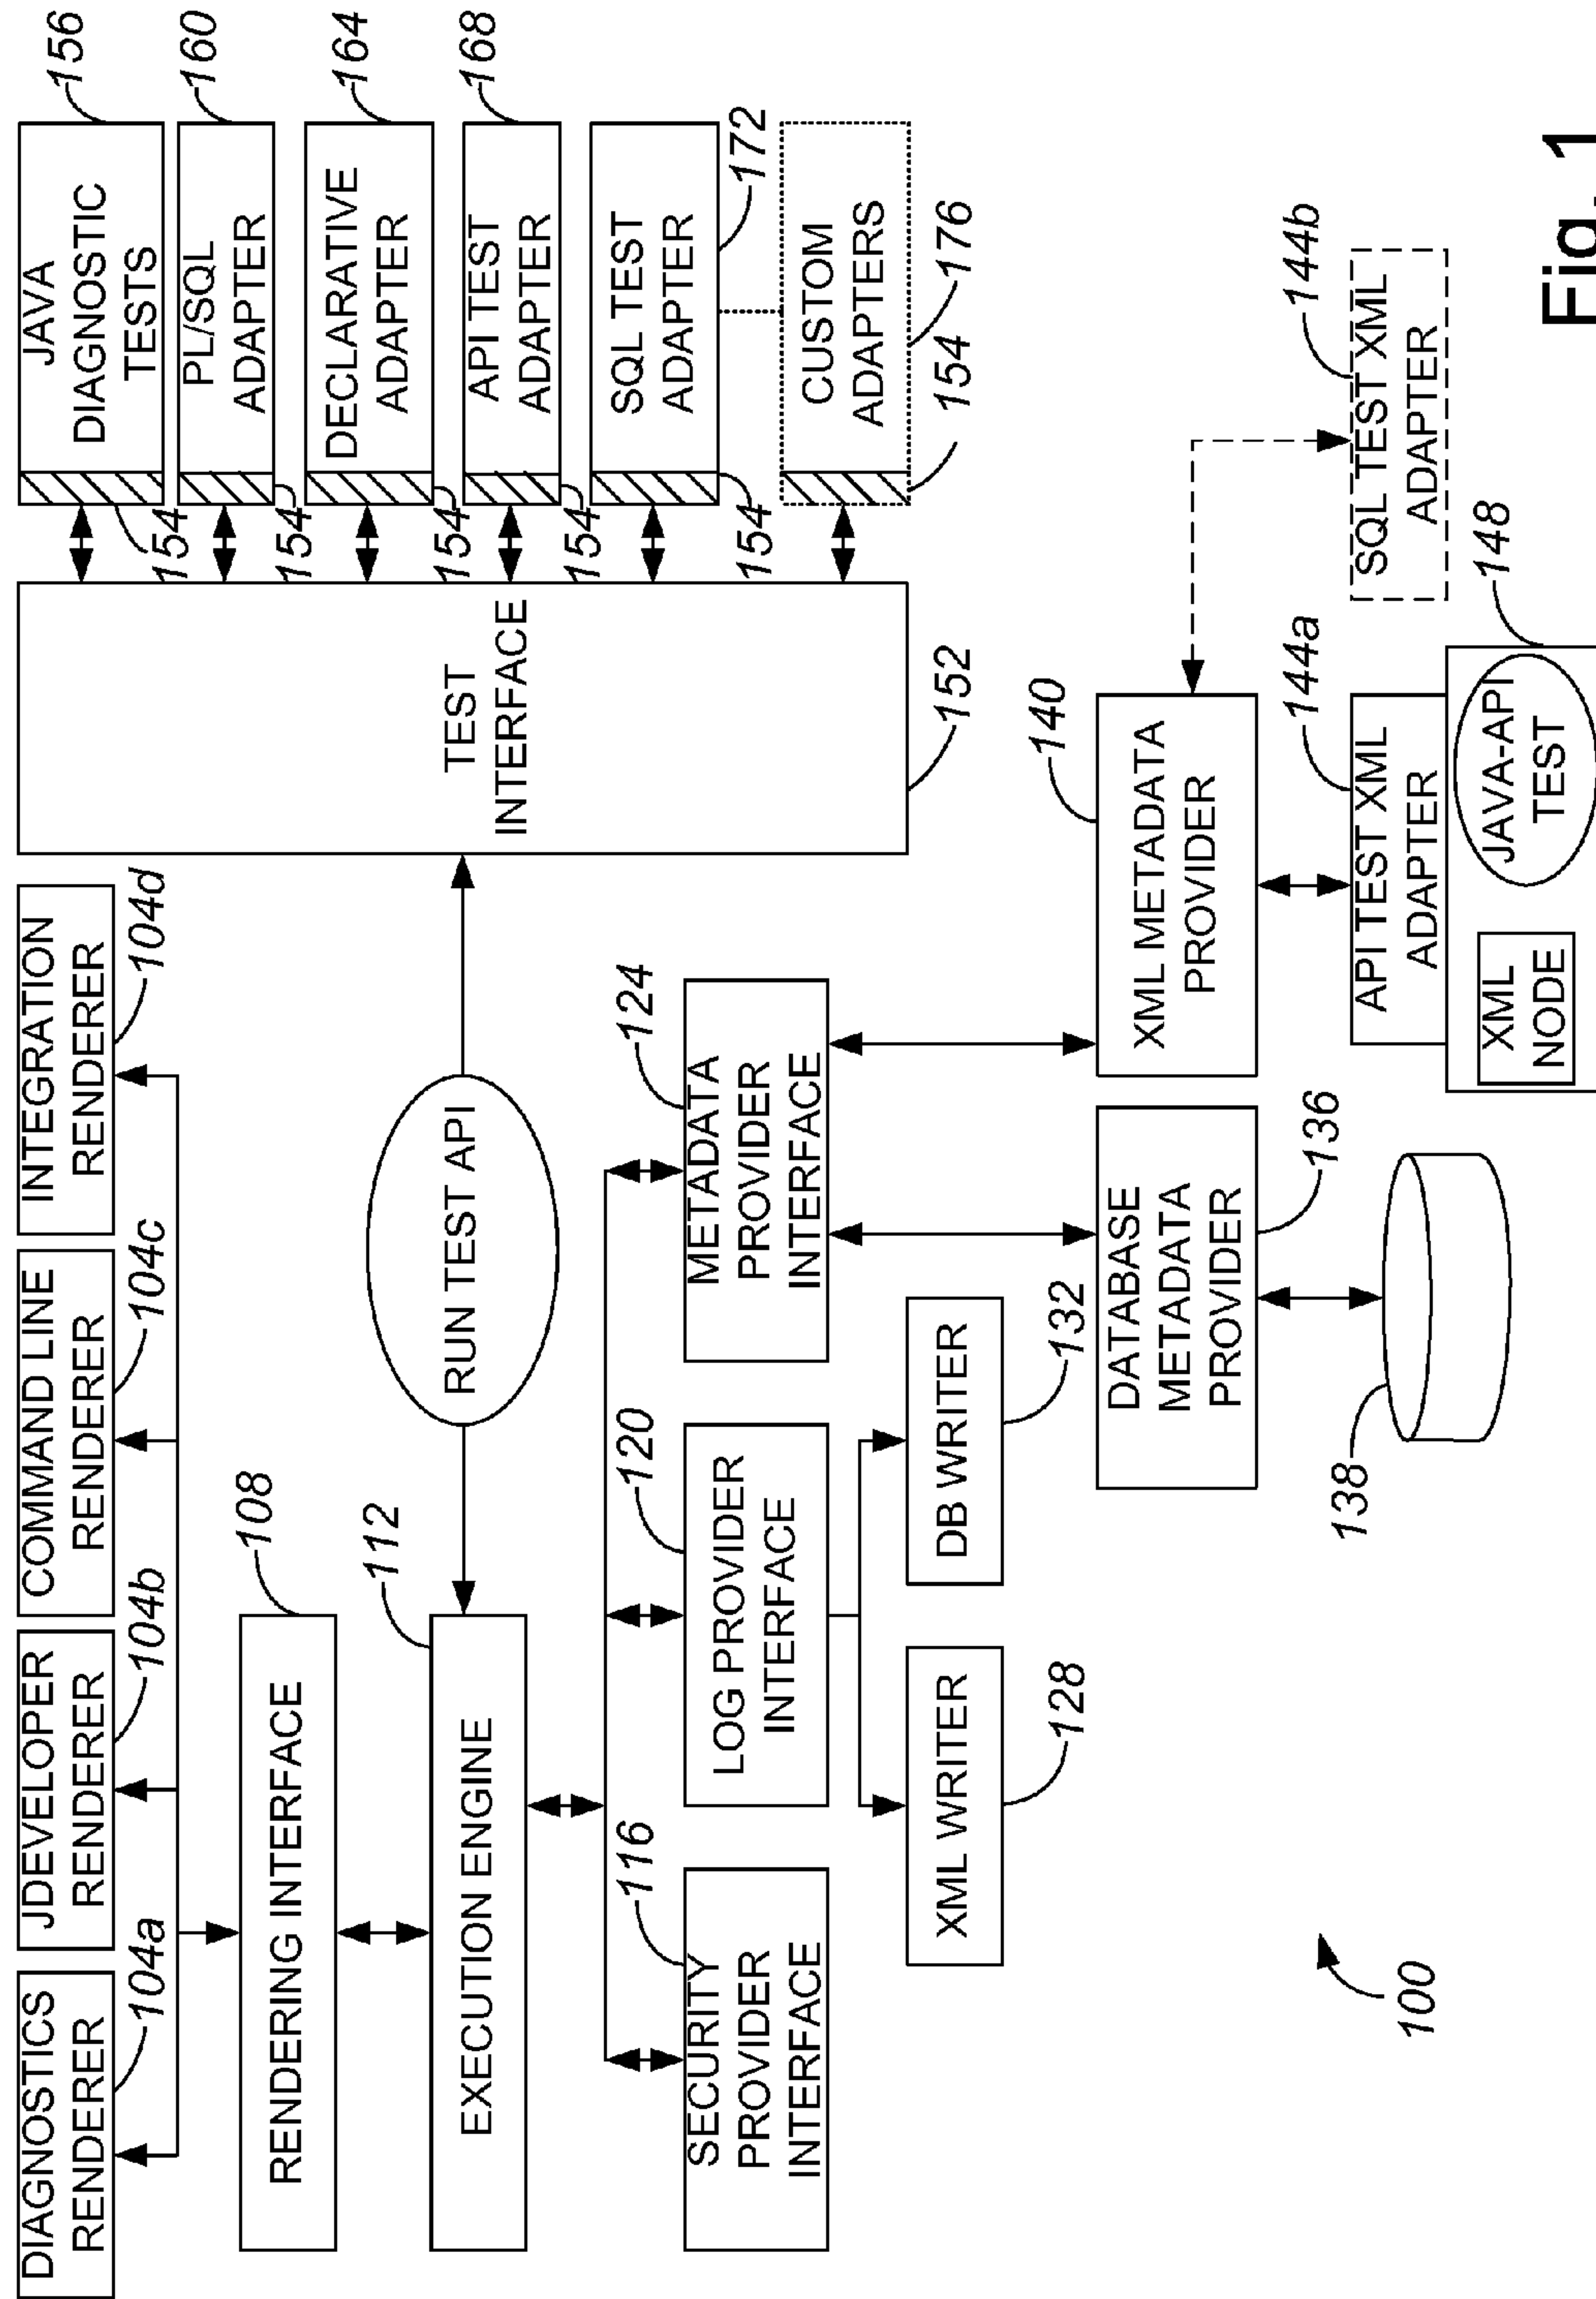 DIAGNOSTICS
RENDERER
104a
JDEVELOPER
RENDERER
104b
COMMAND LINE
RENDERER
104c
INTEGRATION
RENDERER
104d
RENDERING INTERFACE
108
EXECUTION ENGINE
112
RUN TEST API
SECURITY
PROVIDER
INTERFACE
116
LOG PROVIDER
INTERFACE
120
METADATA
PROVIDER
INTERFACE
124
XML WRITER
128
DB WRITER
132
DATABASE
METADATA
PROVIDER
136
138
XML METADATA
PROVIDER
140
API TEST XML
ADAPTER
144a
SQL TEST XML
ADAPTER
144b
XML
NODE
JAVA-API
TEST
148
TEST
INTERFACE
152
JAVA
DIAGNOSTIC
TESTS
156
154
PL/SQL
ADAPTER
160
154
DECLARATIVE
ADAPTER
164
154
API TEST
ADAPTER
168
154
SQL TEST
ADAPTER
172
154
CUSTOM
ADAPTERS
176
154
100
Fig. 1